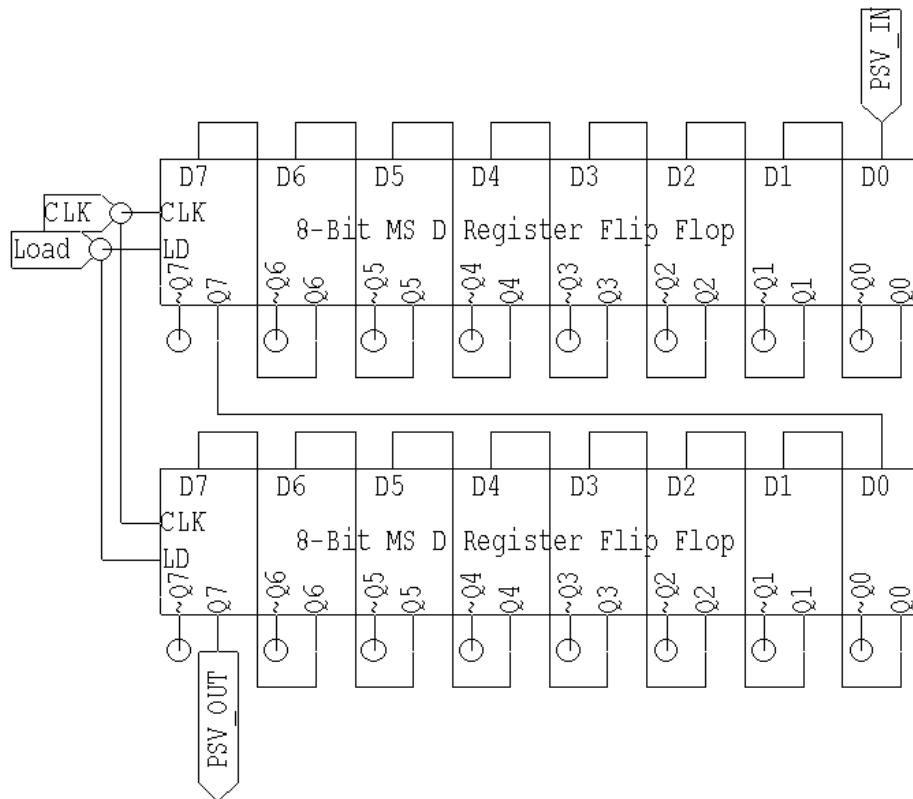 PSV_IN
D7 D6 D5 D4 D3 D2 D1 D0
CLK CLK
8-Bit MS D Register Flip Flop
Load LD
~Q7 Q7 ~Q6 Q6 ~Q5 Q5 ~Q4 Q4 ~Q3 Q3 ~Q2 Q2 ~Q1 Q1 ~Q0 Q0
D7 D6 D5 D4 D3 D2 D1 D0
CLK
8-Bit MS D Register Flip Flop
LD
~Q7 Q7 ~Q6 Q6 ~Q5 Q5 ~Q4 Q4 ~Q3 Q3 ~Q2 Q2 ~Q1 Q1 ~Q0 Q0
PSV_OUT